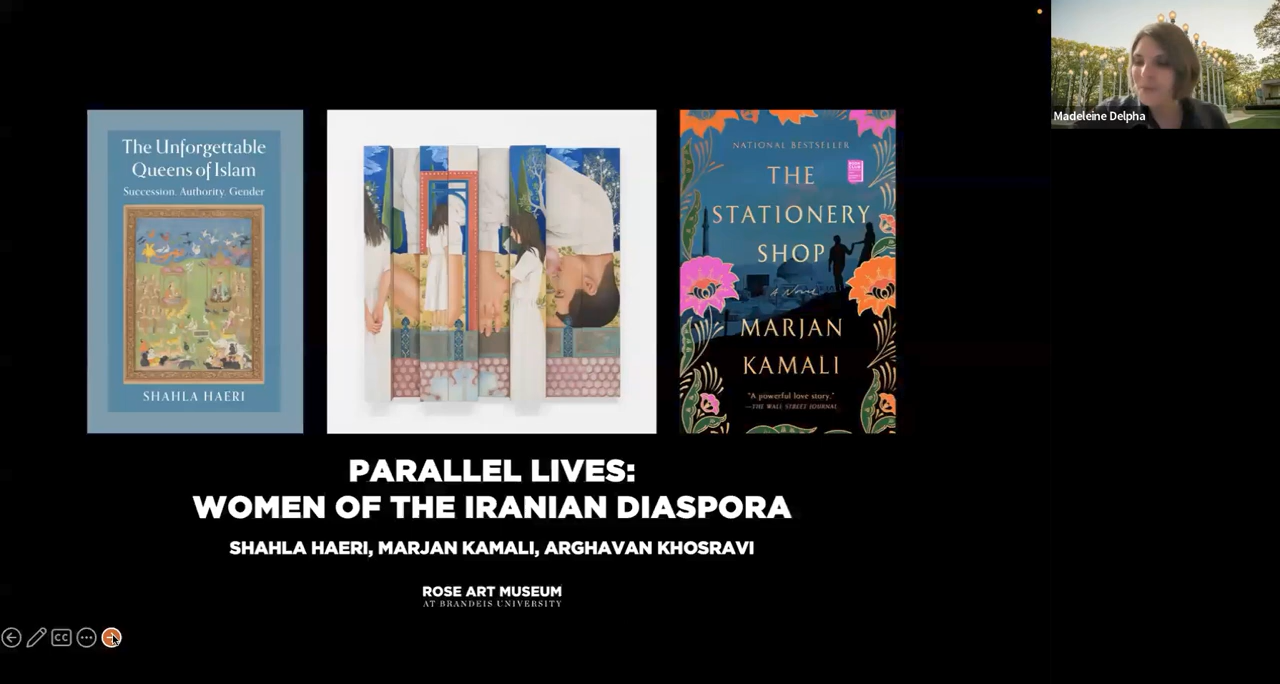 Madeleine Delpha
The Unforgettable
Queens of Islam
Succession, Authority, Gender
SHAHLA HAERI
NATIONAL BESTSELLER
THE
STATIONERY
SHOP
A Novel
MARJAN
KAMALI
"A powerful love story."
—THE WALL STREET JOURNAL
PARALLEL LIVES:
WOMEN OF THE IRANIAN DIASPORA
SHAHLA HAERI, MARJAN KAMALI, ARGHAVAN KHOSRAVI
ROSE ART MUSEUM
AT BRANDEIS UNIVERSITY
CC